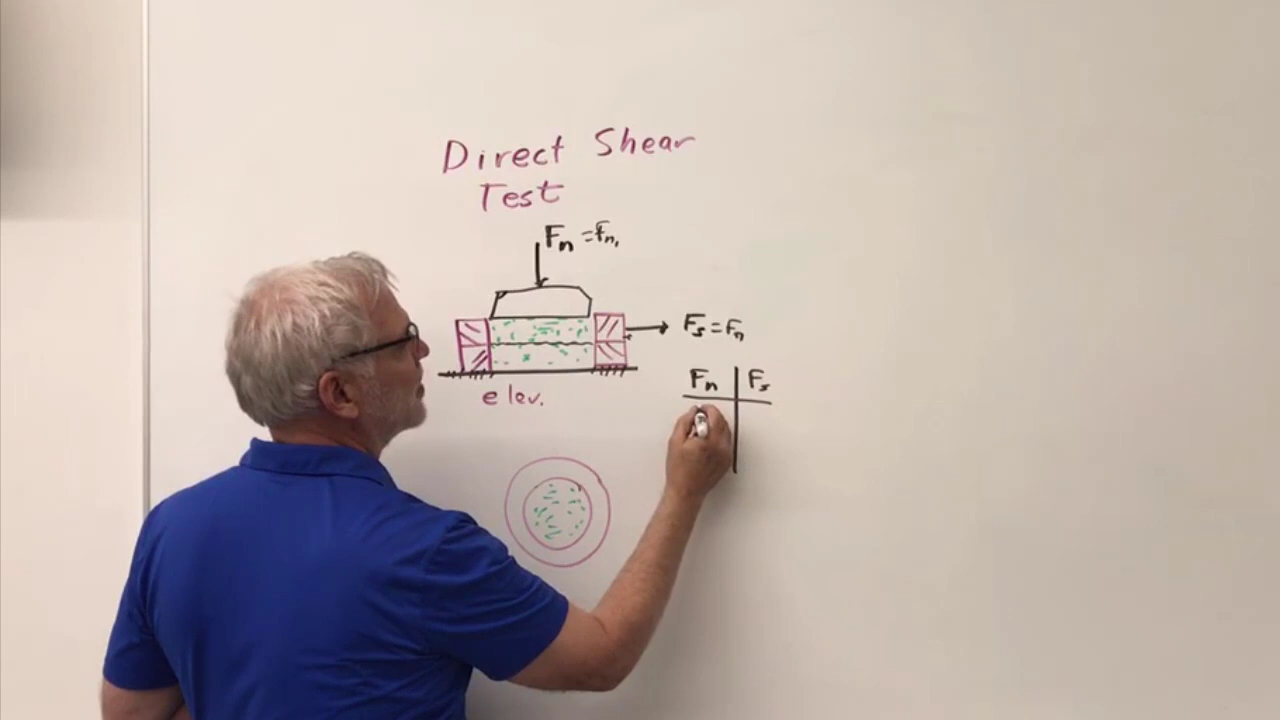 Direct Shear
Test
Fn = Fn1
Fs = Fn
elev.
Fn Fs